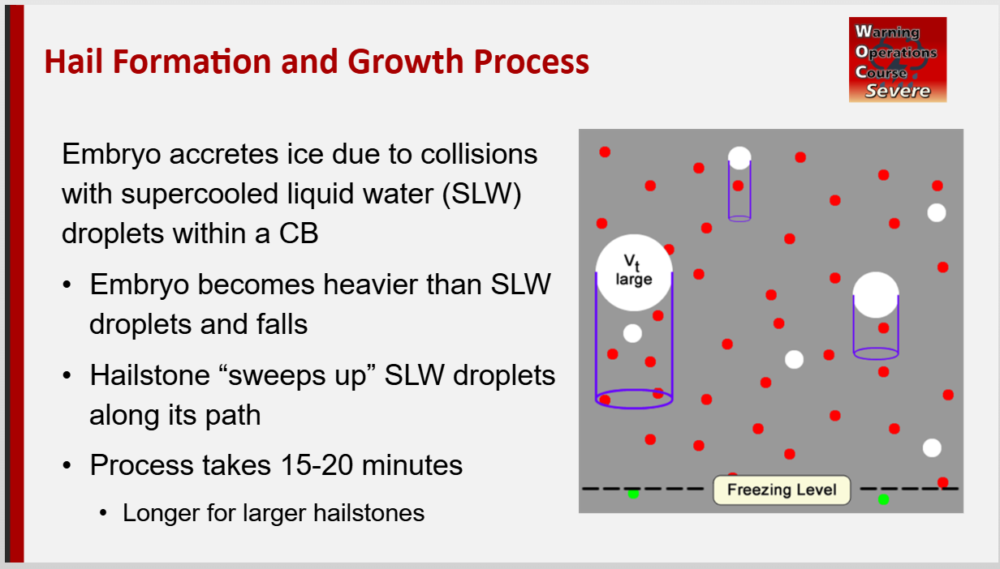 Hail Formation and Growth Process
Warning
Operations
Course
Severe
Embryo accretes ice due to collisions
with supercooled liquid water (SLW)
droplets within a CB
• Embryo becomes heavier than SLW
droplets and falls
• Hailstone “sweeps up” SLW droplets
along its path
• Process takes 15-20 minutes
• Longer for larger hailstones
Vt
large
Freezing Level